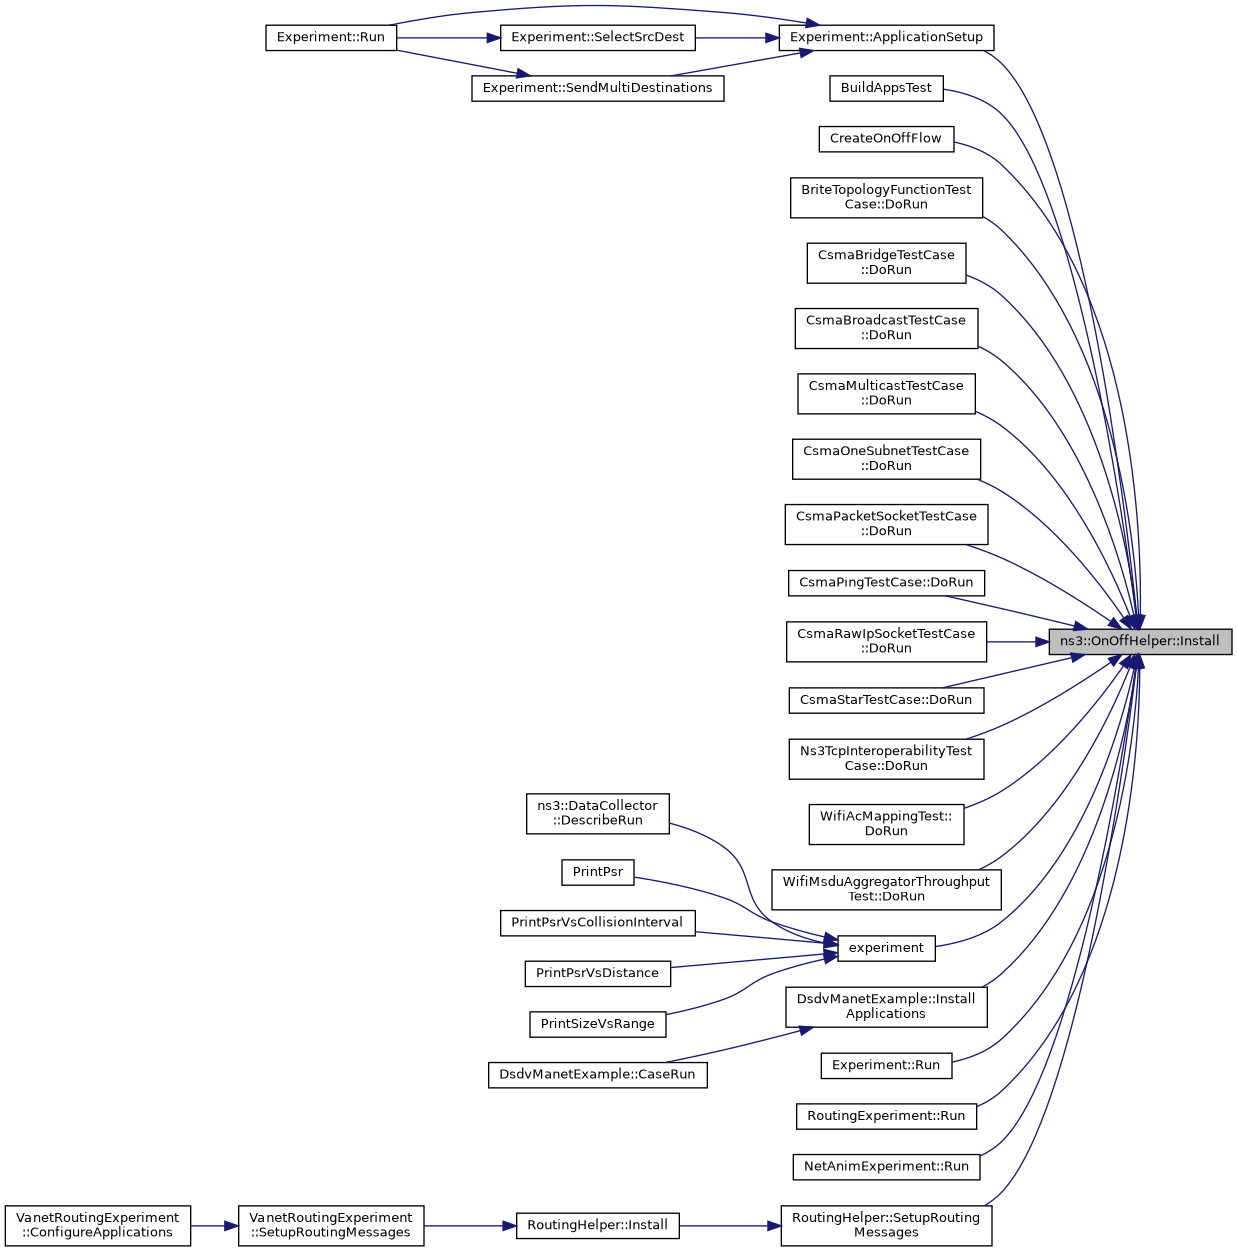 Experiment::Run
Experiment::SelectSrcDest
Experiment::ApplicationSetup
Experiment::SendMultiDestinations
BuildAppsTest
CreateOnOffFlow
BriteTopologyFunctionTest
Case::DoRun
CsmaBridgeTestCase
::DoRun
CsmaBroadcastTestCase
::DoRun
CsmaMulticastTestCase
::DoRun
CsmaOneSubnetTestCase
::DoRun
CsmaPacketSocketTestCase
::DoRun
CsmaPingTestCase::DoRun
CsmaRawIpSocketTestCase
::DoRun
ns3::OnOffHelper::Install
CsmaStarTestCase::DoRun
Ns3TcpInteroperabilityTest
Case::DoRun
WifiAcMappingTest::
DoRun
WifiMsduAggregatorThroughput
Test::DoRun
ns3::DataCollector
::DescribeRun
PrintPsr
PrintPsrVsCollisionInterval
PrintPsrVsDistance
PrintSizeVsRange
experiment
DsdvManetExample::Install
Applications
DsdvManetExample::CaseRun
Experiment::Run
RoutingExperiment::Run
NetAnimExperiment::Run
VanetRoutingExperiment
::ConfigureApplications
VanetRoutingExperiment
::SetupRoutingMessages
RoutingHelper::Install
RoutingHelper::SetupRouting
Messages